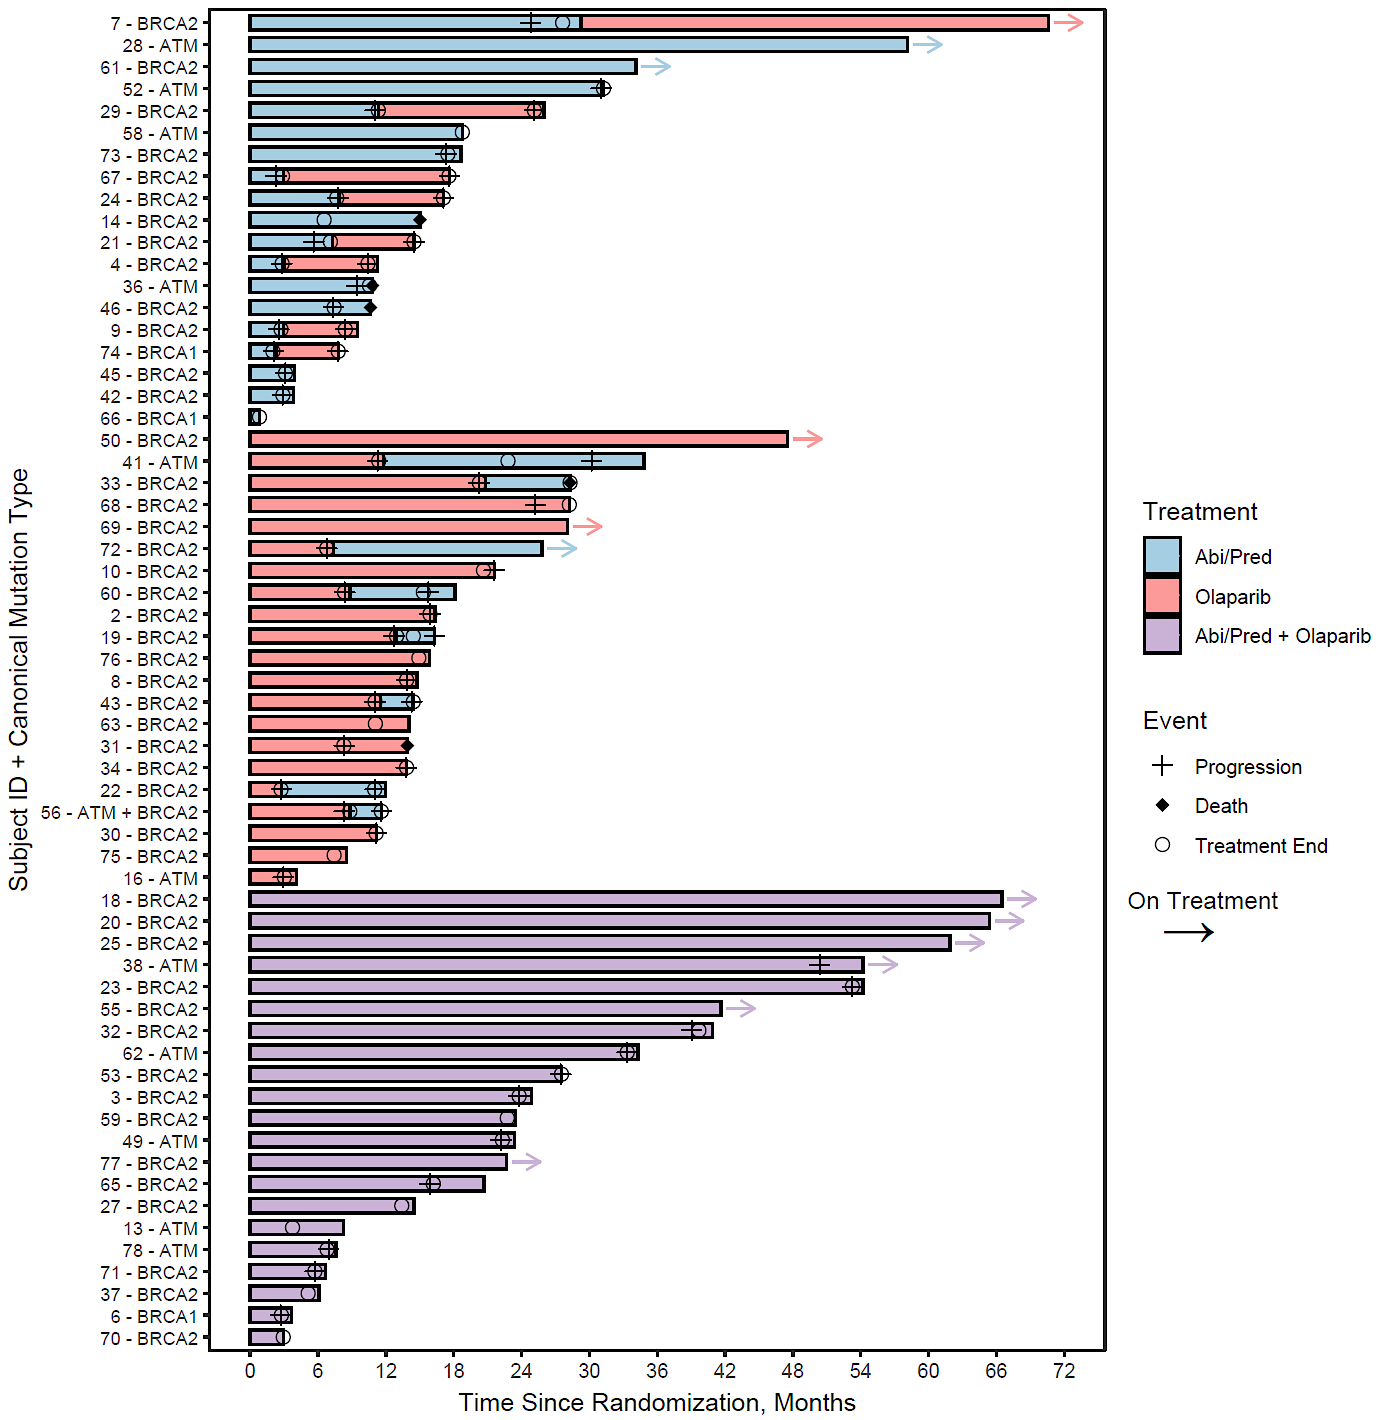 7 - BRCA2
28 - ATM
61 - BRCA2
52 - ATM
29 - BRCA2
58 - ATM
73 - BRCA2
67 - BRCA2
24 - BRCA2
14 - BRCA2
21 - BRCA2
4 - BRCA2
36 - ATM
46 - BRCA2
9 - BRCA2
74 - BRCA1
45 - BRCA2
42 - BRCA2
66 - BRCA1
50 - BRCA2
41 - ATM
33 - BRCA2
68 - BRCA2
69 - BRCA2
72 - BRCA2
10 - BRCA2
60 - BRCA2
2 - BRCA2
19 - BRCA2
76 - BRCA2
8 - BRCA2
43 - BRCA2
63 - BRCA2
31 - BRCA2
34 - BRCA2
22 - BRCA2
56 - ATM + BRCA2
30 - BRCA2
75 - BRCA2
16 - ATM
18 - BRCA2
20 - BRCA2
25 - BRCA2
38 - ATM
23 - BRCA2
55 - BRCA2
32 - BRCA2
62 - ATM
53 - BRCA2
3 - BRCA2
59 - BRCA2
49 - ATM
77 - BRCA2
65 - BRCA2
27 - BRCA2
13 - ATM
78 - ATM
71 - BRCA2
37 - BRCA2
6 - BRCA1
70 - BRCA2
Subject ID + Canonical Mutation Type
0 6 12 18 24 30 36 42 48 54 60 66 72
Time Since Randomization, Months
Treatment
Abi/Pred
Olaparib
Abi/Pred + Olaparib
Event
Progression
Death
Treatment End
On Treatment